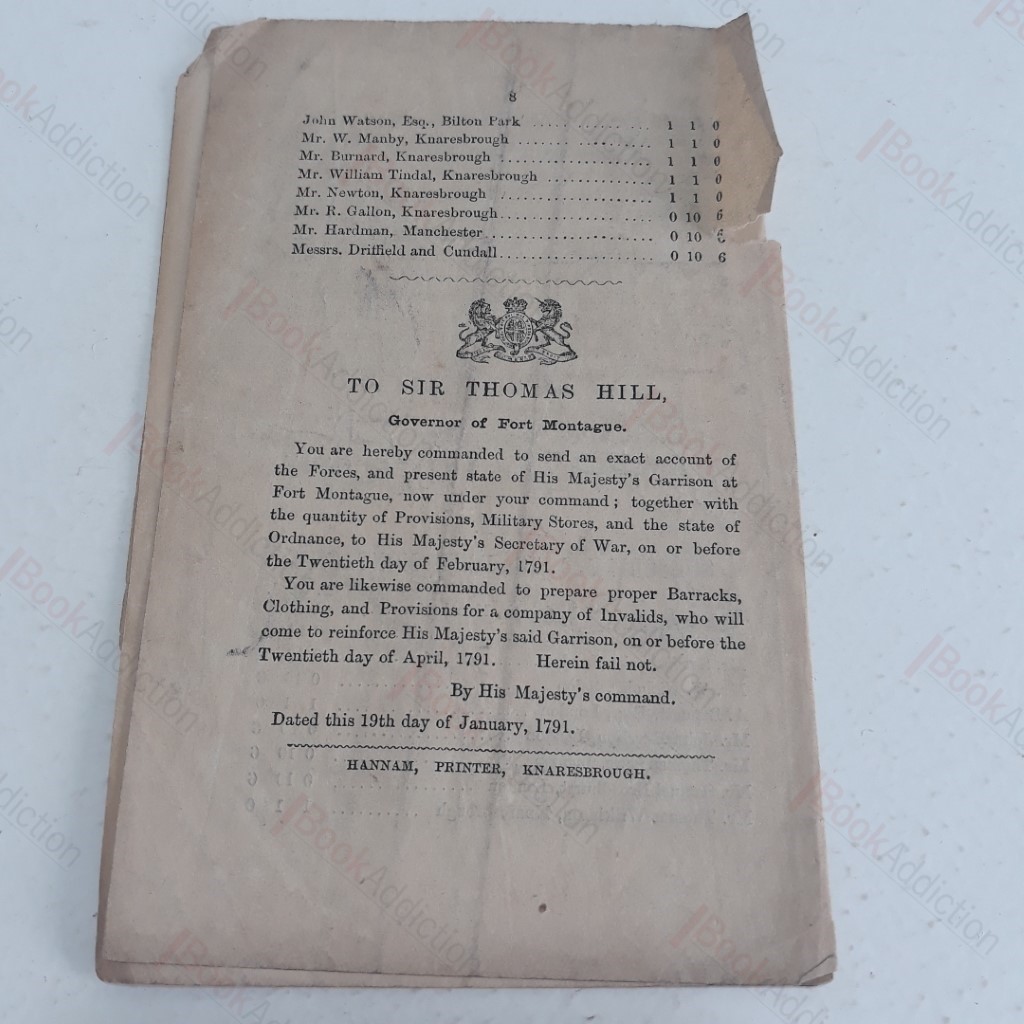 8
John Watson, Esq., Bilton Park ................ 1 1 0
Mr. W. Manby, Knaresbrough .................. 1 1 0
Mr. Burnard, Knaresbrough .................... 1 1 0
Mr. William Tindal, Knaresbrough .............. 1 1 0
Mr. Newton, Knaresbrough .................... 1 1 0
Mr. R. Gallon, Knaresbrough.................... 0 10 6
Mr. Hardman, Manchester...................... 0 10 6
Messrs. Driffield and Cundall.................... 0 10 6
TO SIR THOMAS HILL,
Governor of Fort Montague.
You are hereby commanded to send an exact account of
the Forces, and present state of His Majesty's Garrison at
Fort Montague, now under your command; together with
the quantity of Provisions, Military Stores, and the state of
Ordnance, to His Majesty's Secretary of War, on or before
the Twentieth day of February, 1791.
You are likewise commanded to prepare proper Barracks,
Clothing, and Provisions for a company of Invalids, who will
come to reinforce His Majesty's said Garrison, on or before the
Twentieth day of April, 1791. Herein fail not.
By His Majesty's command.
Dated this 19th day of January, 1791.
HANNAM, PRINTER, KNARESBROUGH.
BookAddiction